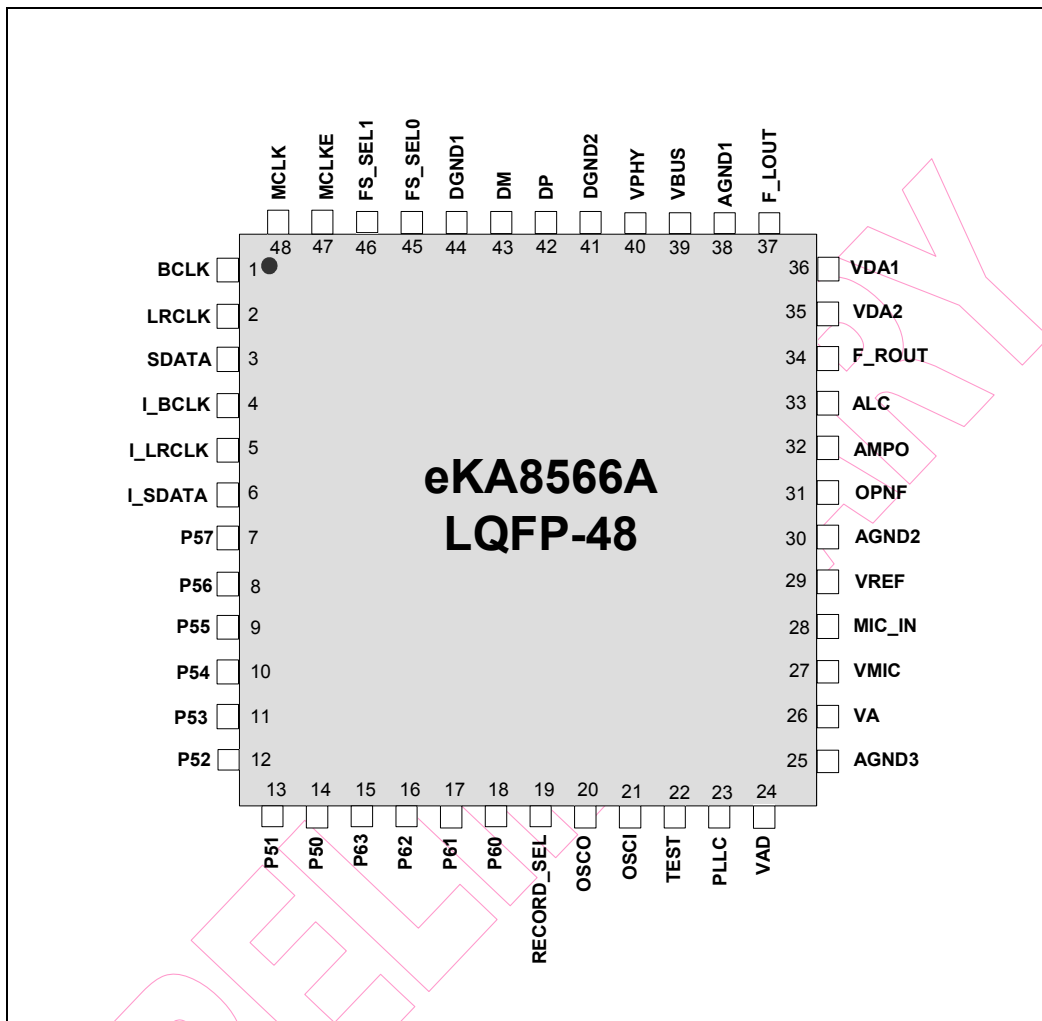 MCLK
MCLKE
FS_SEL1
FS_SEL0
DGND1
DM
DP
DGND2
VPHY
VBUS
AGND1
F_LOUT
48 47 46 45 44 43 42 41 40 39 38 37
BCLK 1
LRCLK 2
SDATA 3
I_BCLK 4
I_LRCLK 5
I_SDATA 6
P57 7
P56 8
P55 9
P54 10
P53 11
P52 12
eKA8566A
LQFP-48
36 VDA1
35 VDA2
34 F_ROUT
33 ALC
32 AMPO
31 OPNF
30 AGND2
29 VREF
28 MIC_IN
27 VMIC
26 VA
25 AGND3
13 14 15 16 17 18 19 20 21 22 23 24
P51
P50
P63
P62
P61
P60
RECORD_SEL
OSCO
OSCI
TEST
PLLC
VAD